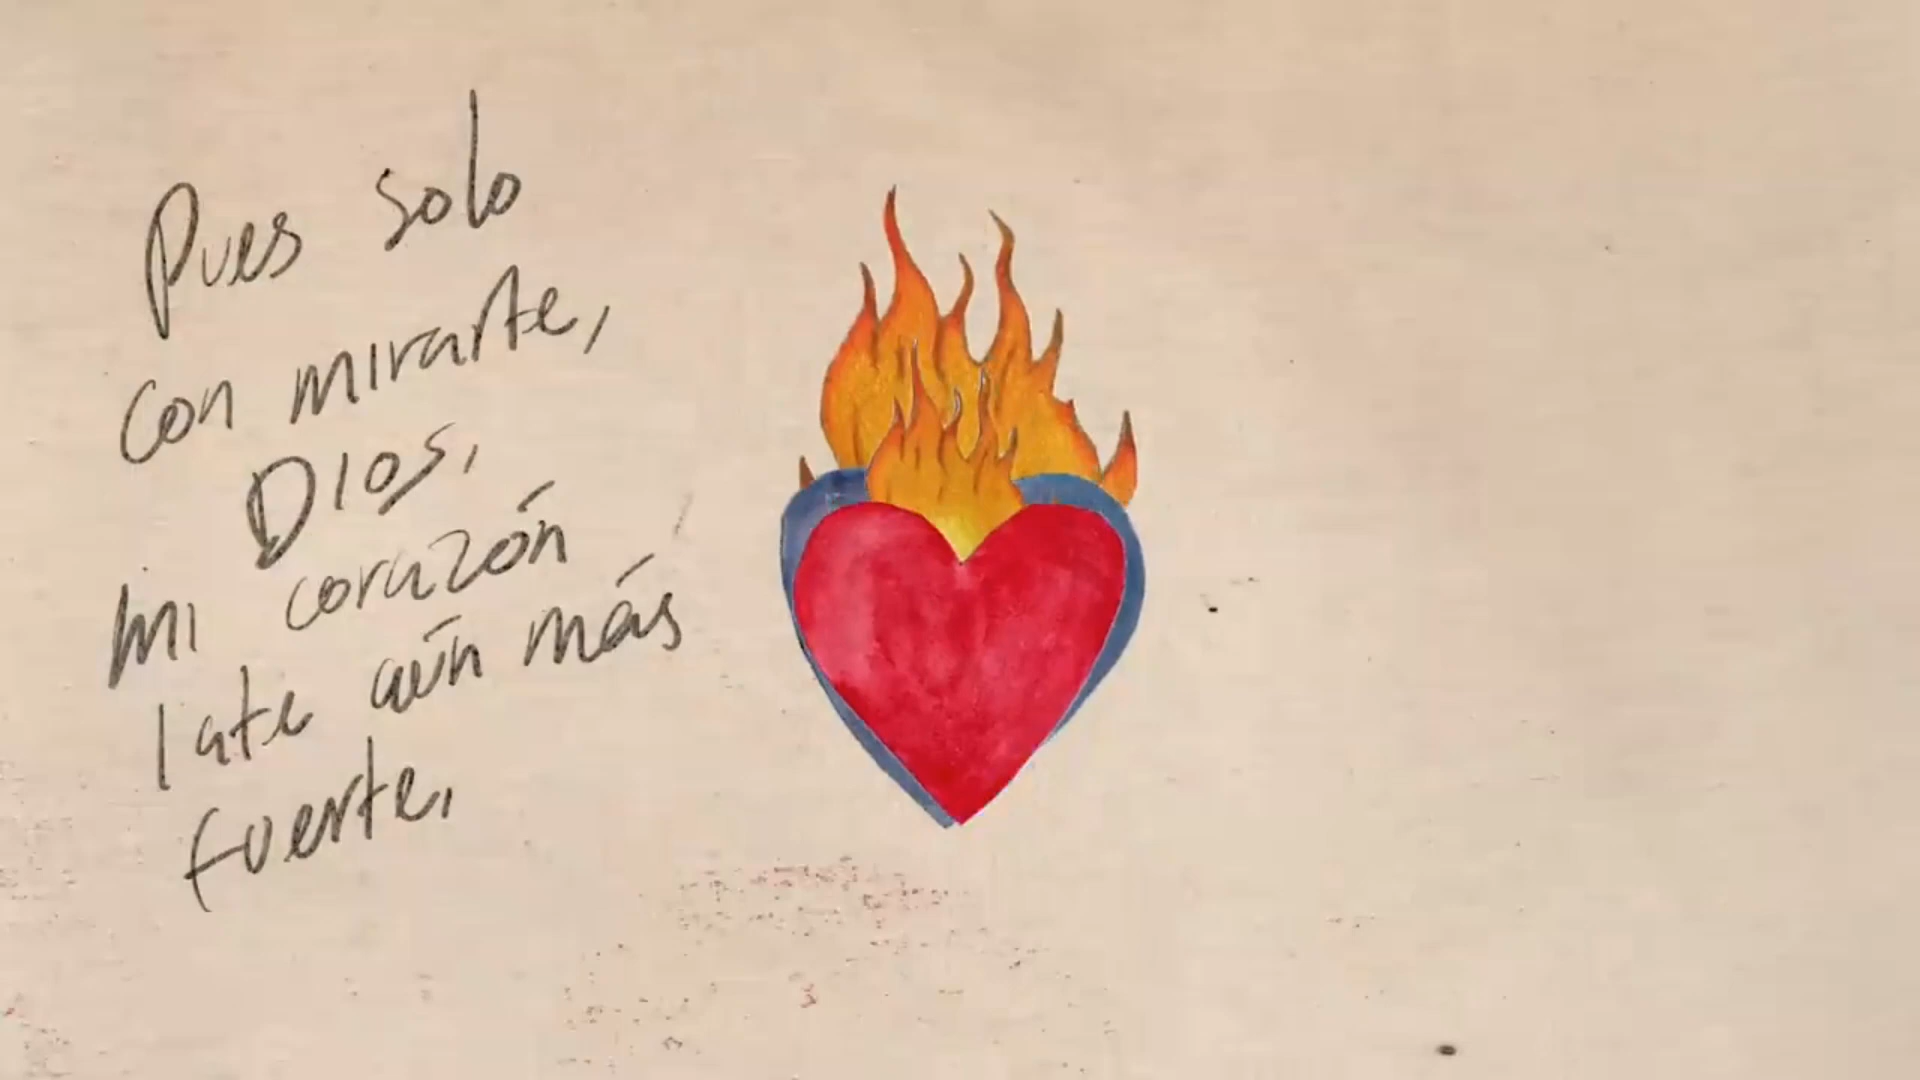 Pues solo
con mirarte,
Dios,
mi corazón
late aún más
fuerte,